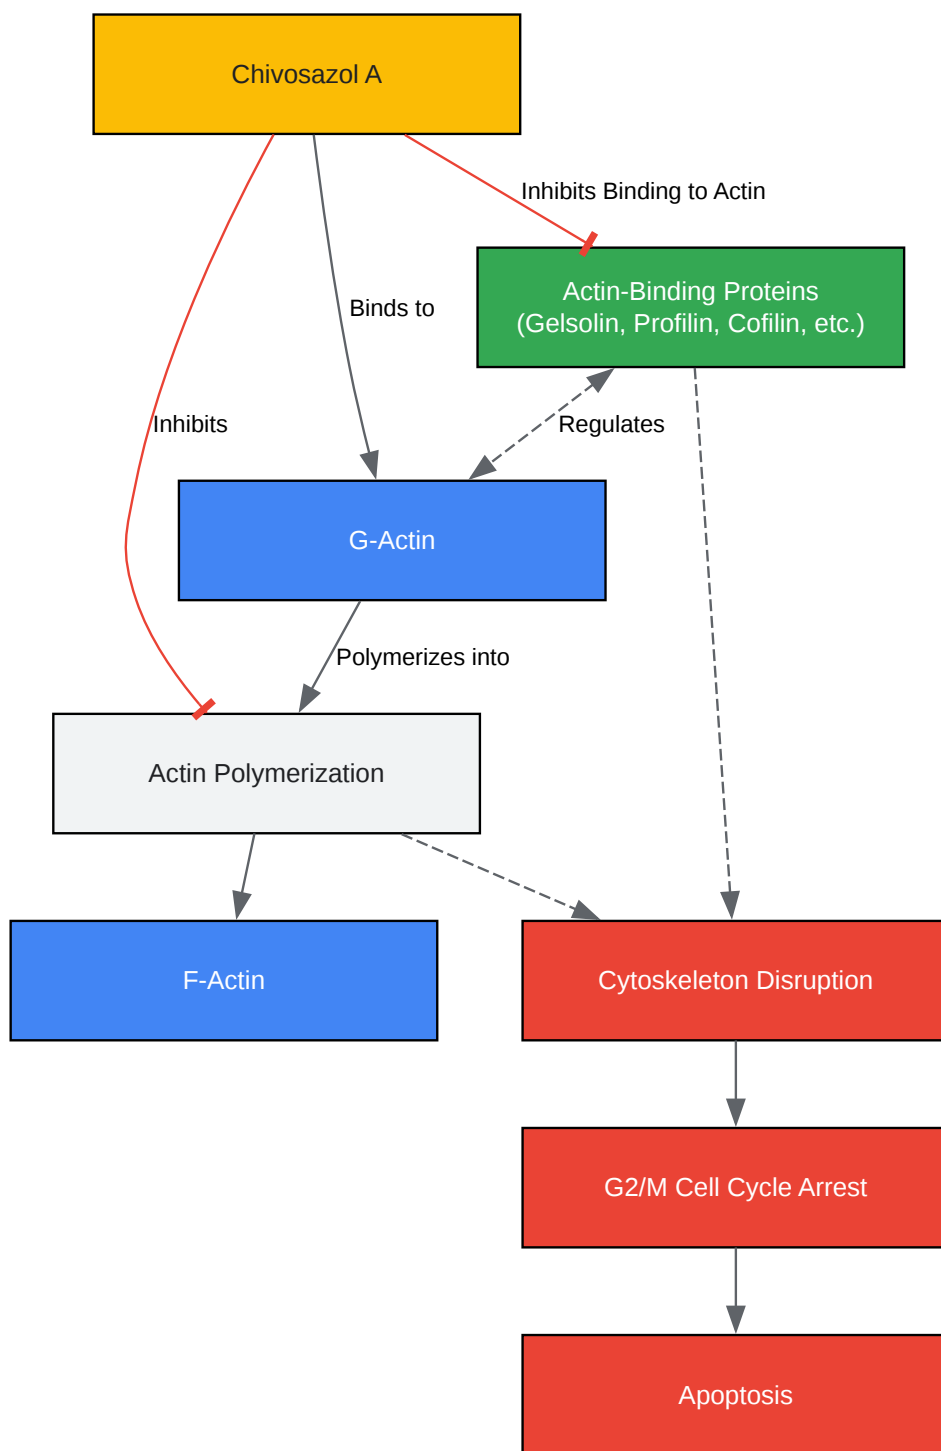 Chivosazol A
Inhibits Binding to Actin
Actin-Binding Proteins
(Gelsolin, Profilin, Cofilin, etc.)
Binds to
Inhibits
Regulates
G-Actin
Polymerizes into
Actin Polymerization
F-Actin
Cytoskeleton Disruption
G2/M Cell Cycle Arrest
Apoptosis